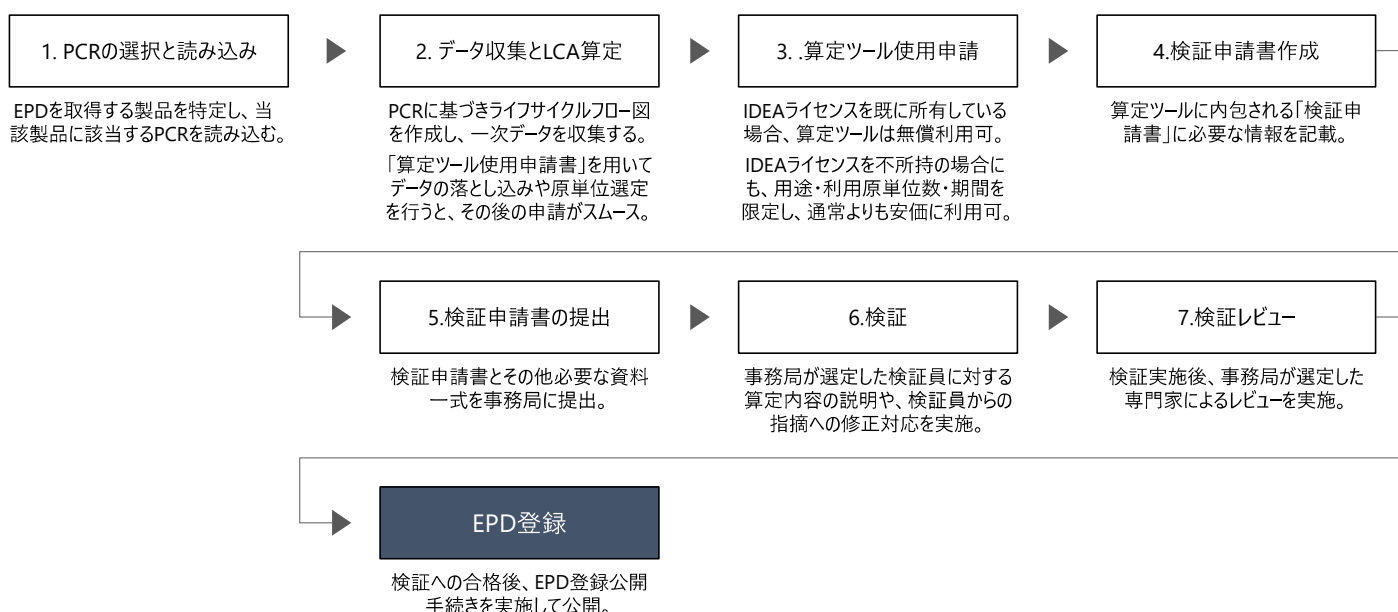 1. PCRの選択と読み込み
EPDを取得する製品を特定し、当
該製品に該当するPCRを読み込む。
2. データ収集とLCA算定
PCRに基づきライフサイクルフロー図
を作成し、一次データを収集する。
「算定ツール使用申請書」を用いて
データの落とし込みや原単位選定
を行うと、その後の申請がスムース。
3. .算定ツール使用申請
IDEAライセンスを既に所有している
場合、算定ツールは無償利用可。
IDEAライセンスを不所持の場合に
も、用途・利用原単位数・期間を
限定し、通常よりも安価に利用可。
4.検証申請書作成
算定ツールに内包される「検証申
請書」に必要な情報を記載。
5.検証申請書の提出
検証申請書とその他必要な資料
一式を事務局に提出。
6.検証
事務局が選定した検証員に対する
算定内容の説明や、検証員からの
指摘への修正対応を実施。
7.検証レビュー
検証実施後、事務局が選定した
専門家によるレビューを実施。
EPD登録
検証への合格後、EPD登録公開
手続きを実施して公開。